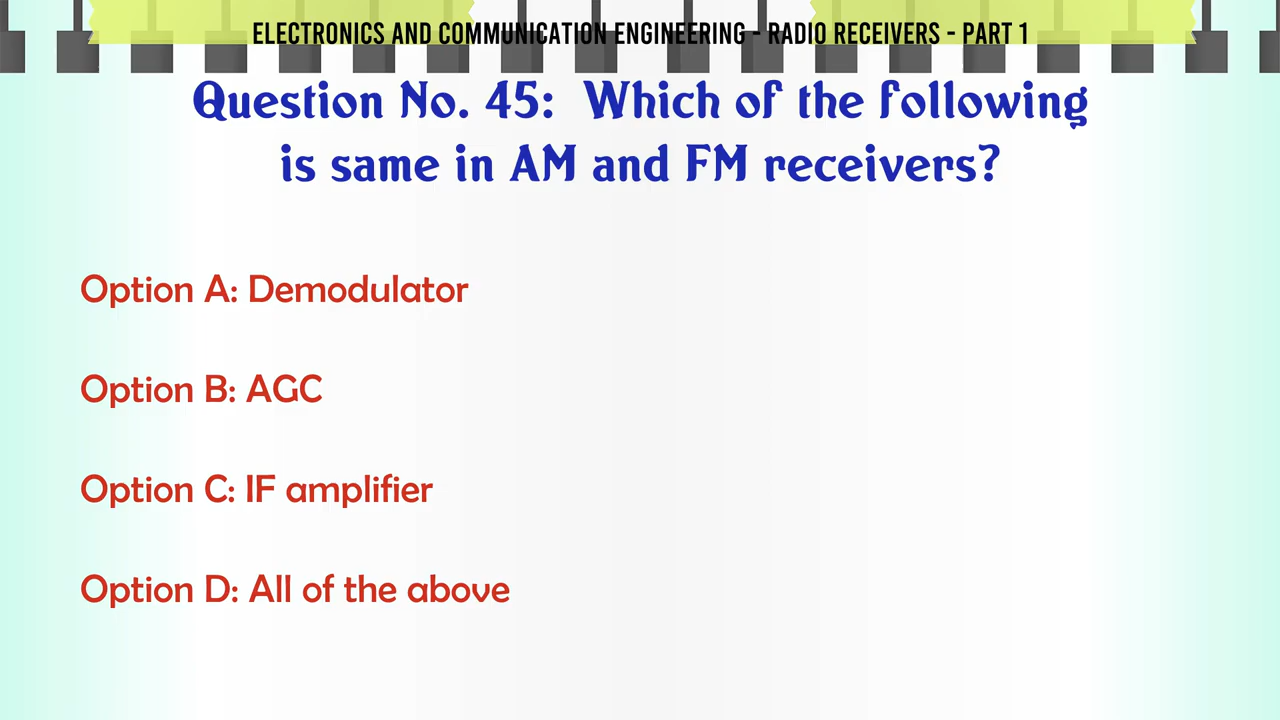 ELECTRONICS AND COMMUNICATION ENGINEERING - RADIO RECEIVERS - PART 1
Question No. 45: Which of the following
is same in AM and FM receivers?
Option A: Demodulator
Option B: AGC
Option C: IF amplifier
Option D: All of the above